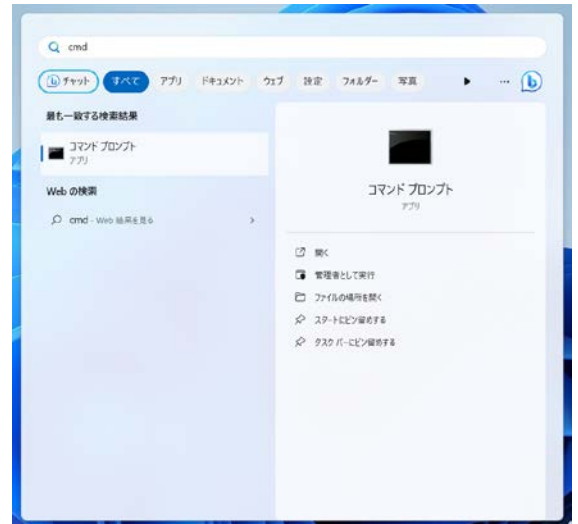 cmd
チャット すべて アプリ ドキュメント ウェブ 設定 フォルダー 写真 ...
最も一致する検索結果
コマンド プロンプト
アプリ
Web の検索
cmd - Web 結果を見る
コマンド プロンプト
アプリ
開く
管理者として実行
ファイルの場所を開く
スタートにピン留めする
タスク バーにピン留めする